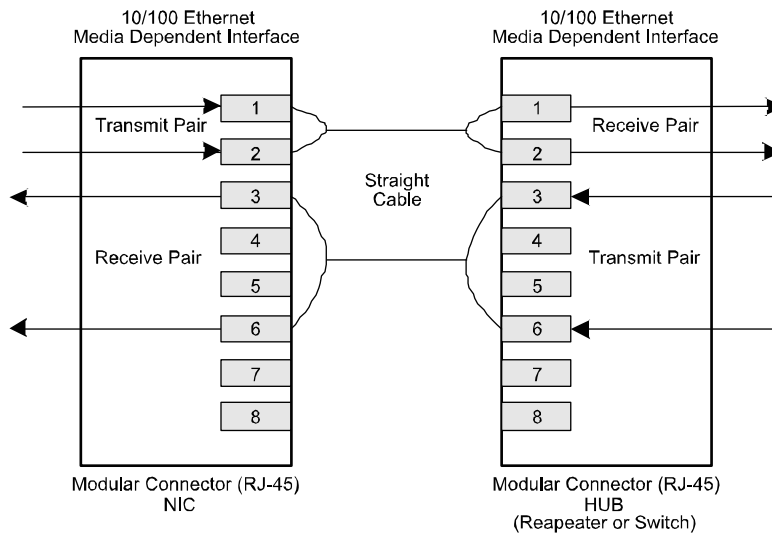 10/100 Ethernet
Media Dependent Interface
1
Transmit Pair
2
3
4
Receive Pair
5
6
7
8
Modular Connector (RJ-45)
NIC
Straight
Cable
10/100 Ethernet
Media Dependent Interface
1
Receive Pair
2
3
4
Transmit Pair
5
6
7
8
Modular Connector (RJ-45)
HUB
(Reapeater or Switch)